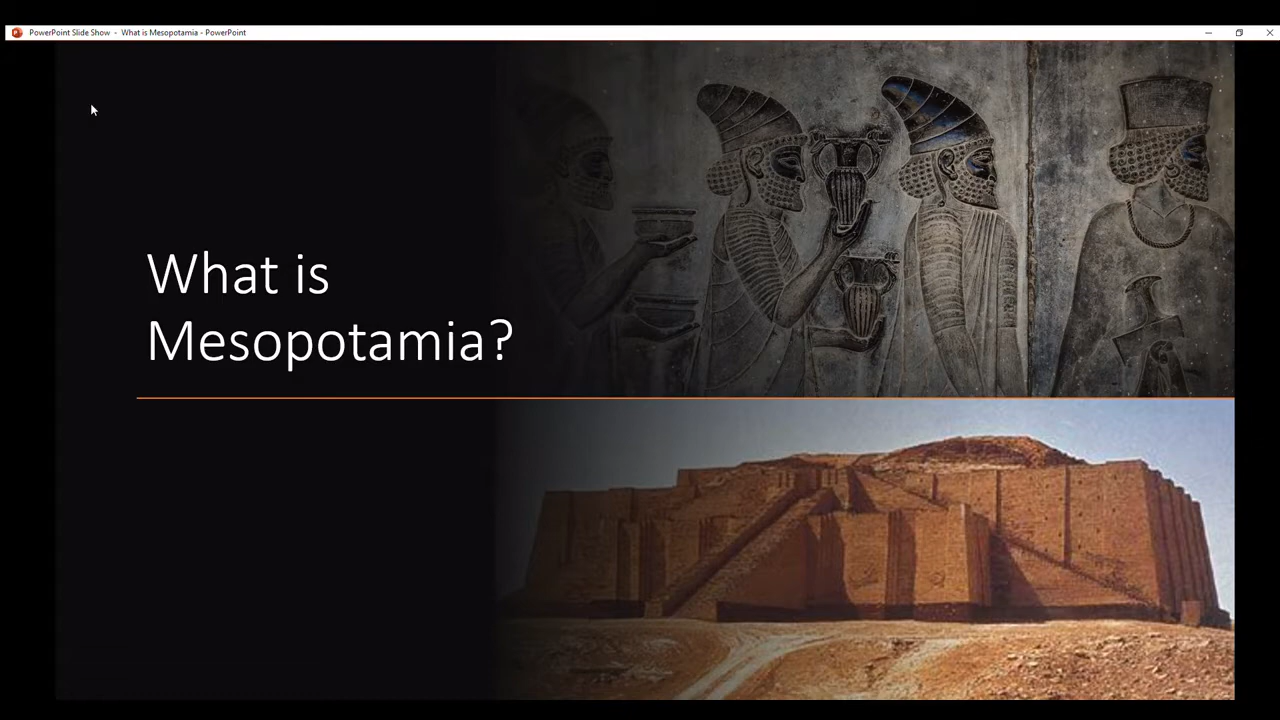 PowerPoint Slide Show - What is Mesopotamia - PowerPoint
What is
Mesopotamia?